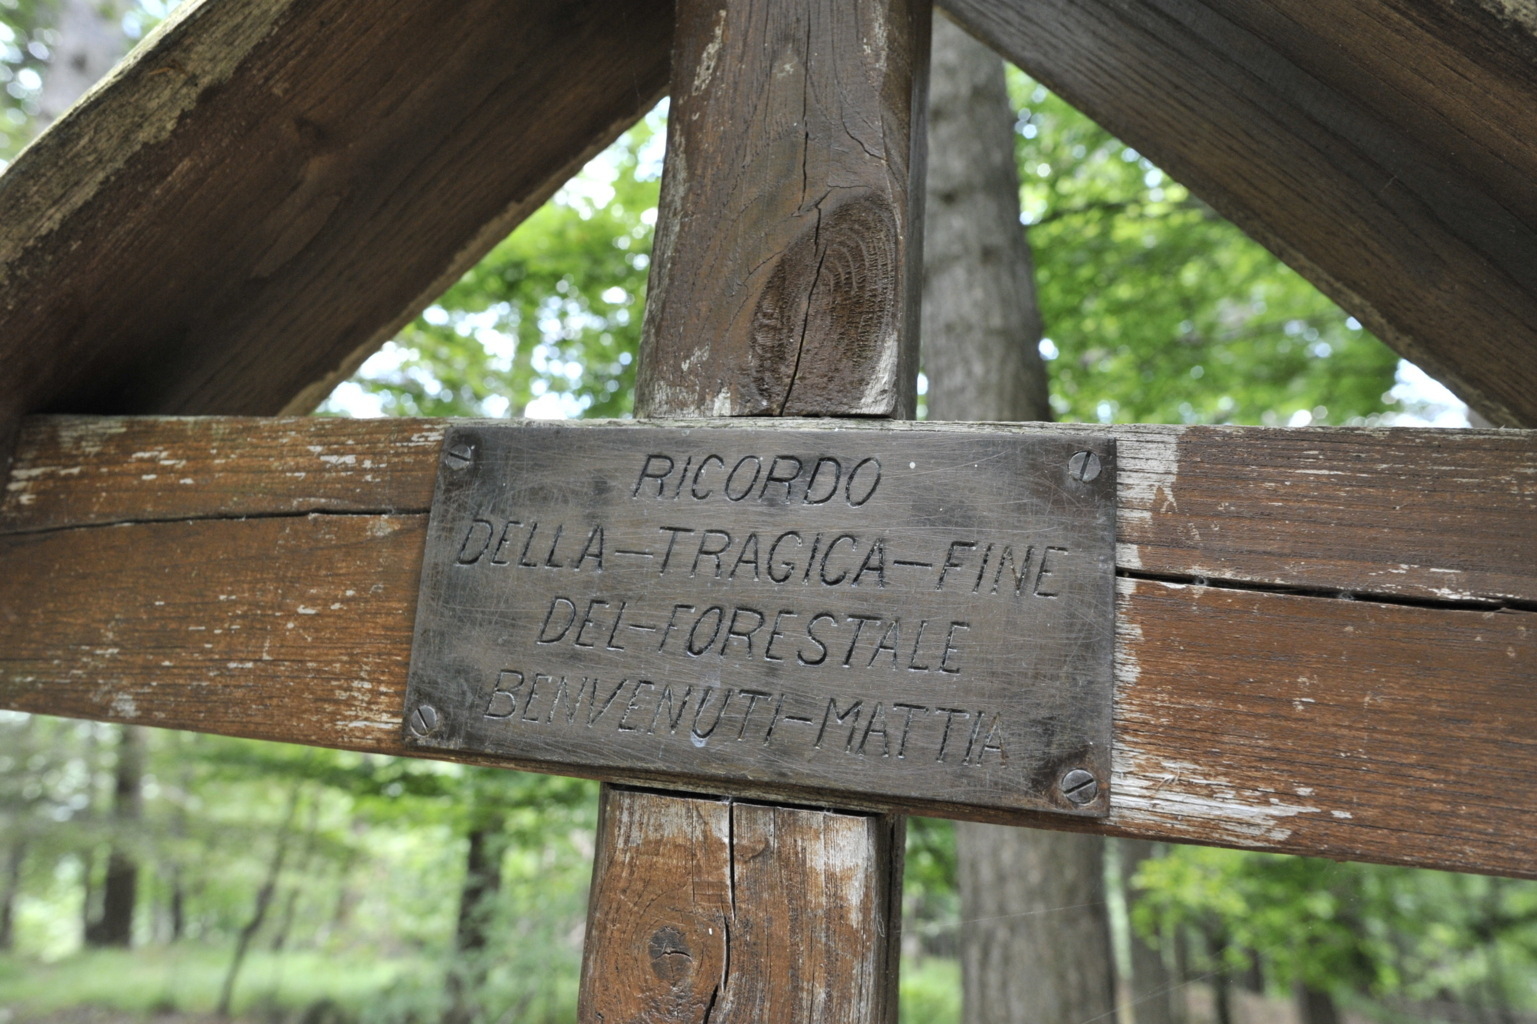 RICORDO
DELLA-TRAGICA-FINE
DEL-FORESTALE
BENVENUTI-MATTIA